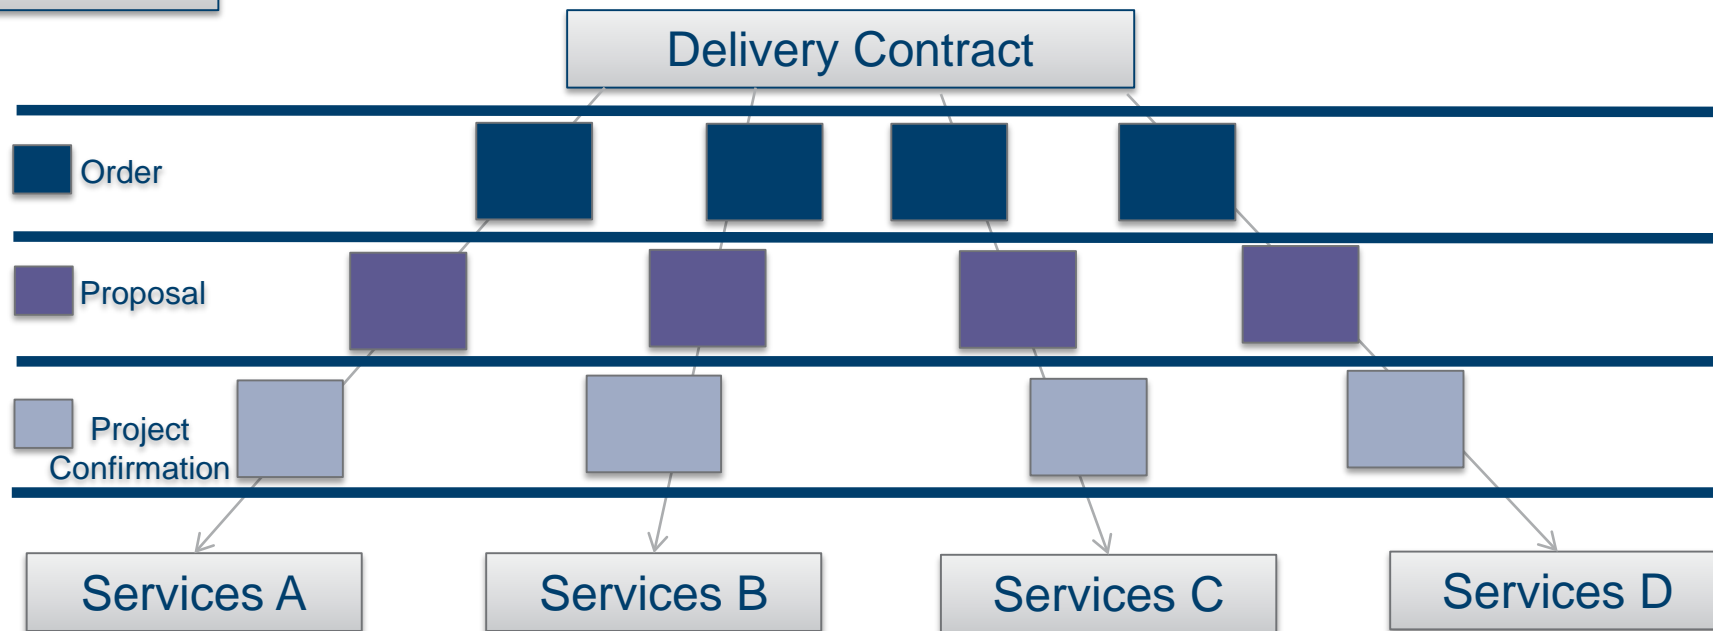 Delivery Contract
Order
Proposal
Project
Confirmation
Services A
Services B
Services C
Services D